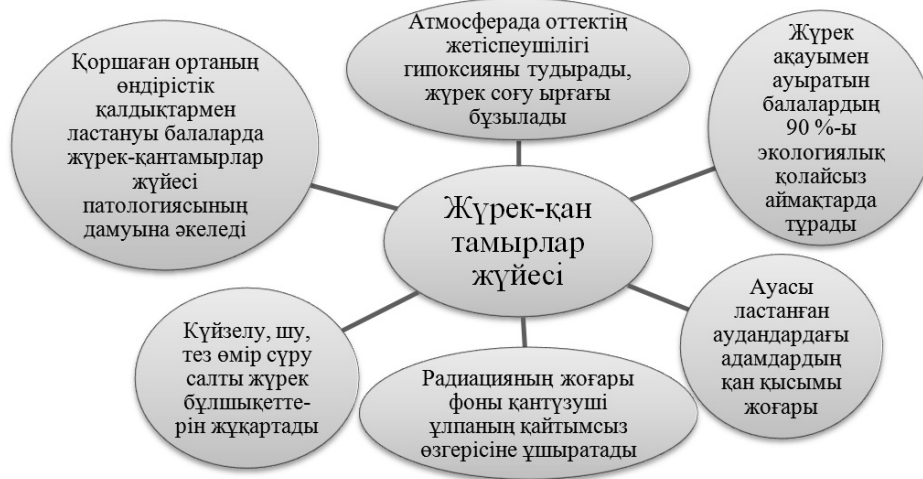 Қоршаған ортаның
өндірістік
қалдықтармен
ластануы балаларда
жүрек-қантамырлар
жүйесі
патологиясының
дамуына әкеледі
Атмосферада оттектің
жетіспеушілігі
гипоксияны тудырады,
жүрек соғу ырғағы
бұзылады
Жүрек
ақауымен
ауыратын
балалардың
90 %-ы
экологиялық
қолайсыз
аймақтарда
тұрады
Жүрек-қан
тамырлар
жүйесі
Күйзелу, шу,
тез өмір сүру
салты жүрек
бұлшықетте-
рін жұқартады
Радиацияның жоғары
фоны қантүзуші
ұлпаның қайтымсыз
өзгерісіне ұшыратады
Ауасы
ластанған
аудандардағы
адамдардың
қан қысымы
жоғары